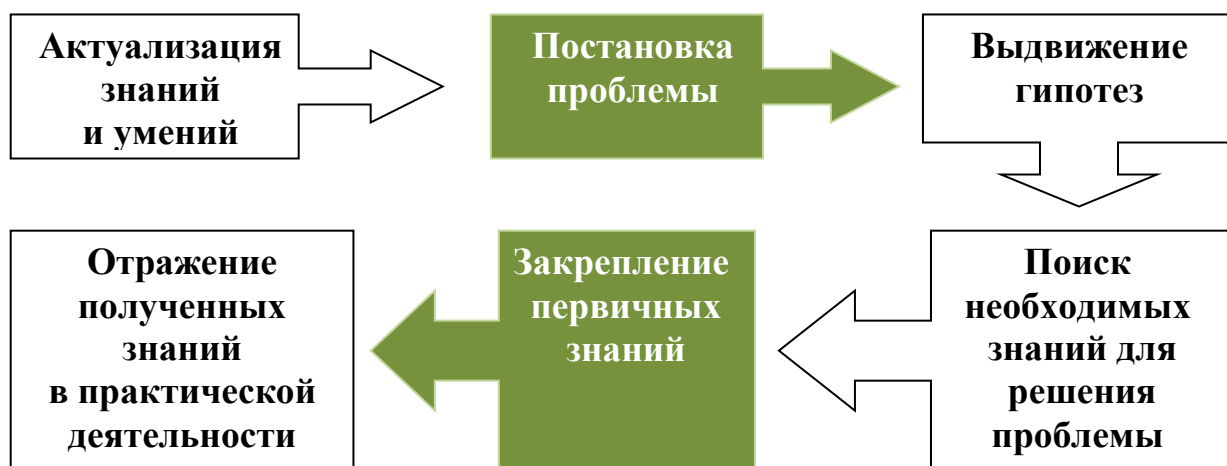 Актуализация
знаний
и умений
Постановка
проблемы
Выдвижение
гипотез
Поиск
необходимых
знаний для
решения
проблемы
Закрепление
первичных
знаний
Отражение
полученных
знаний
в практической
деятельности